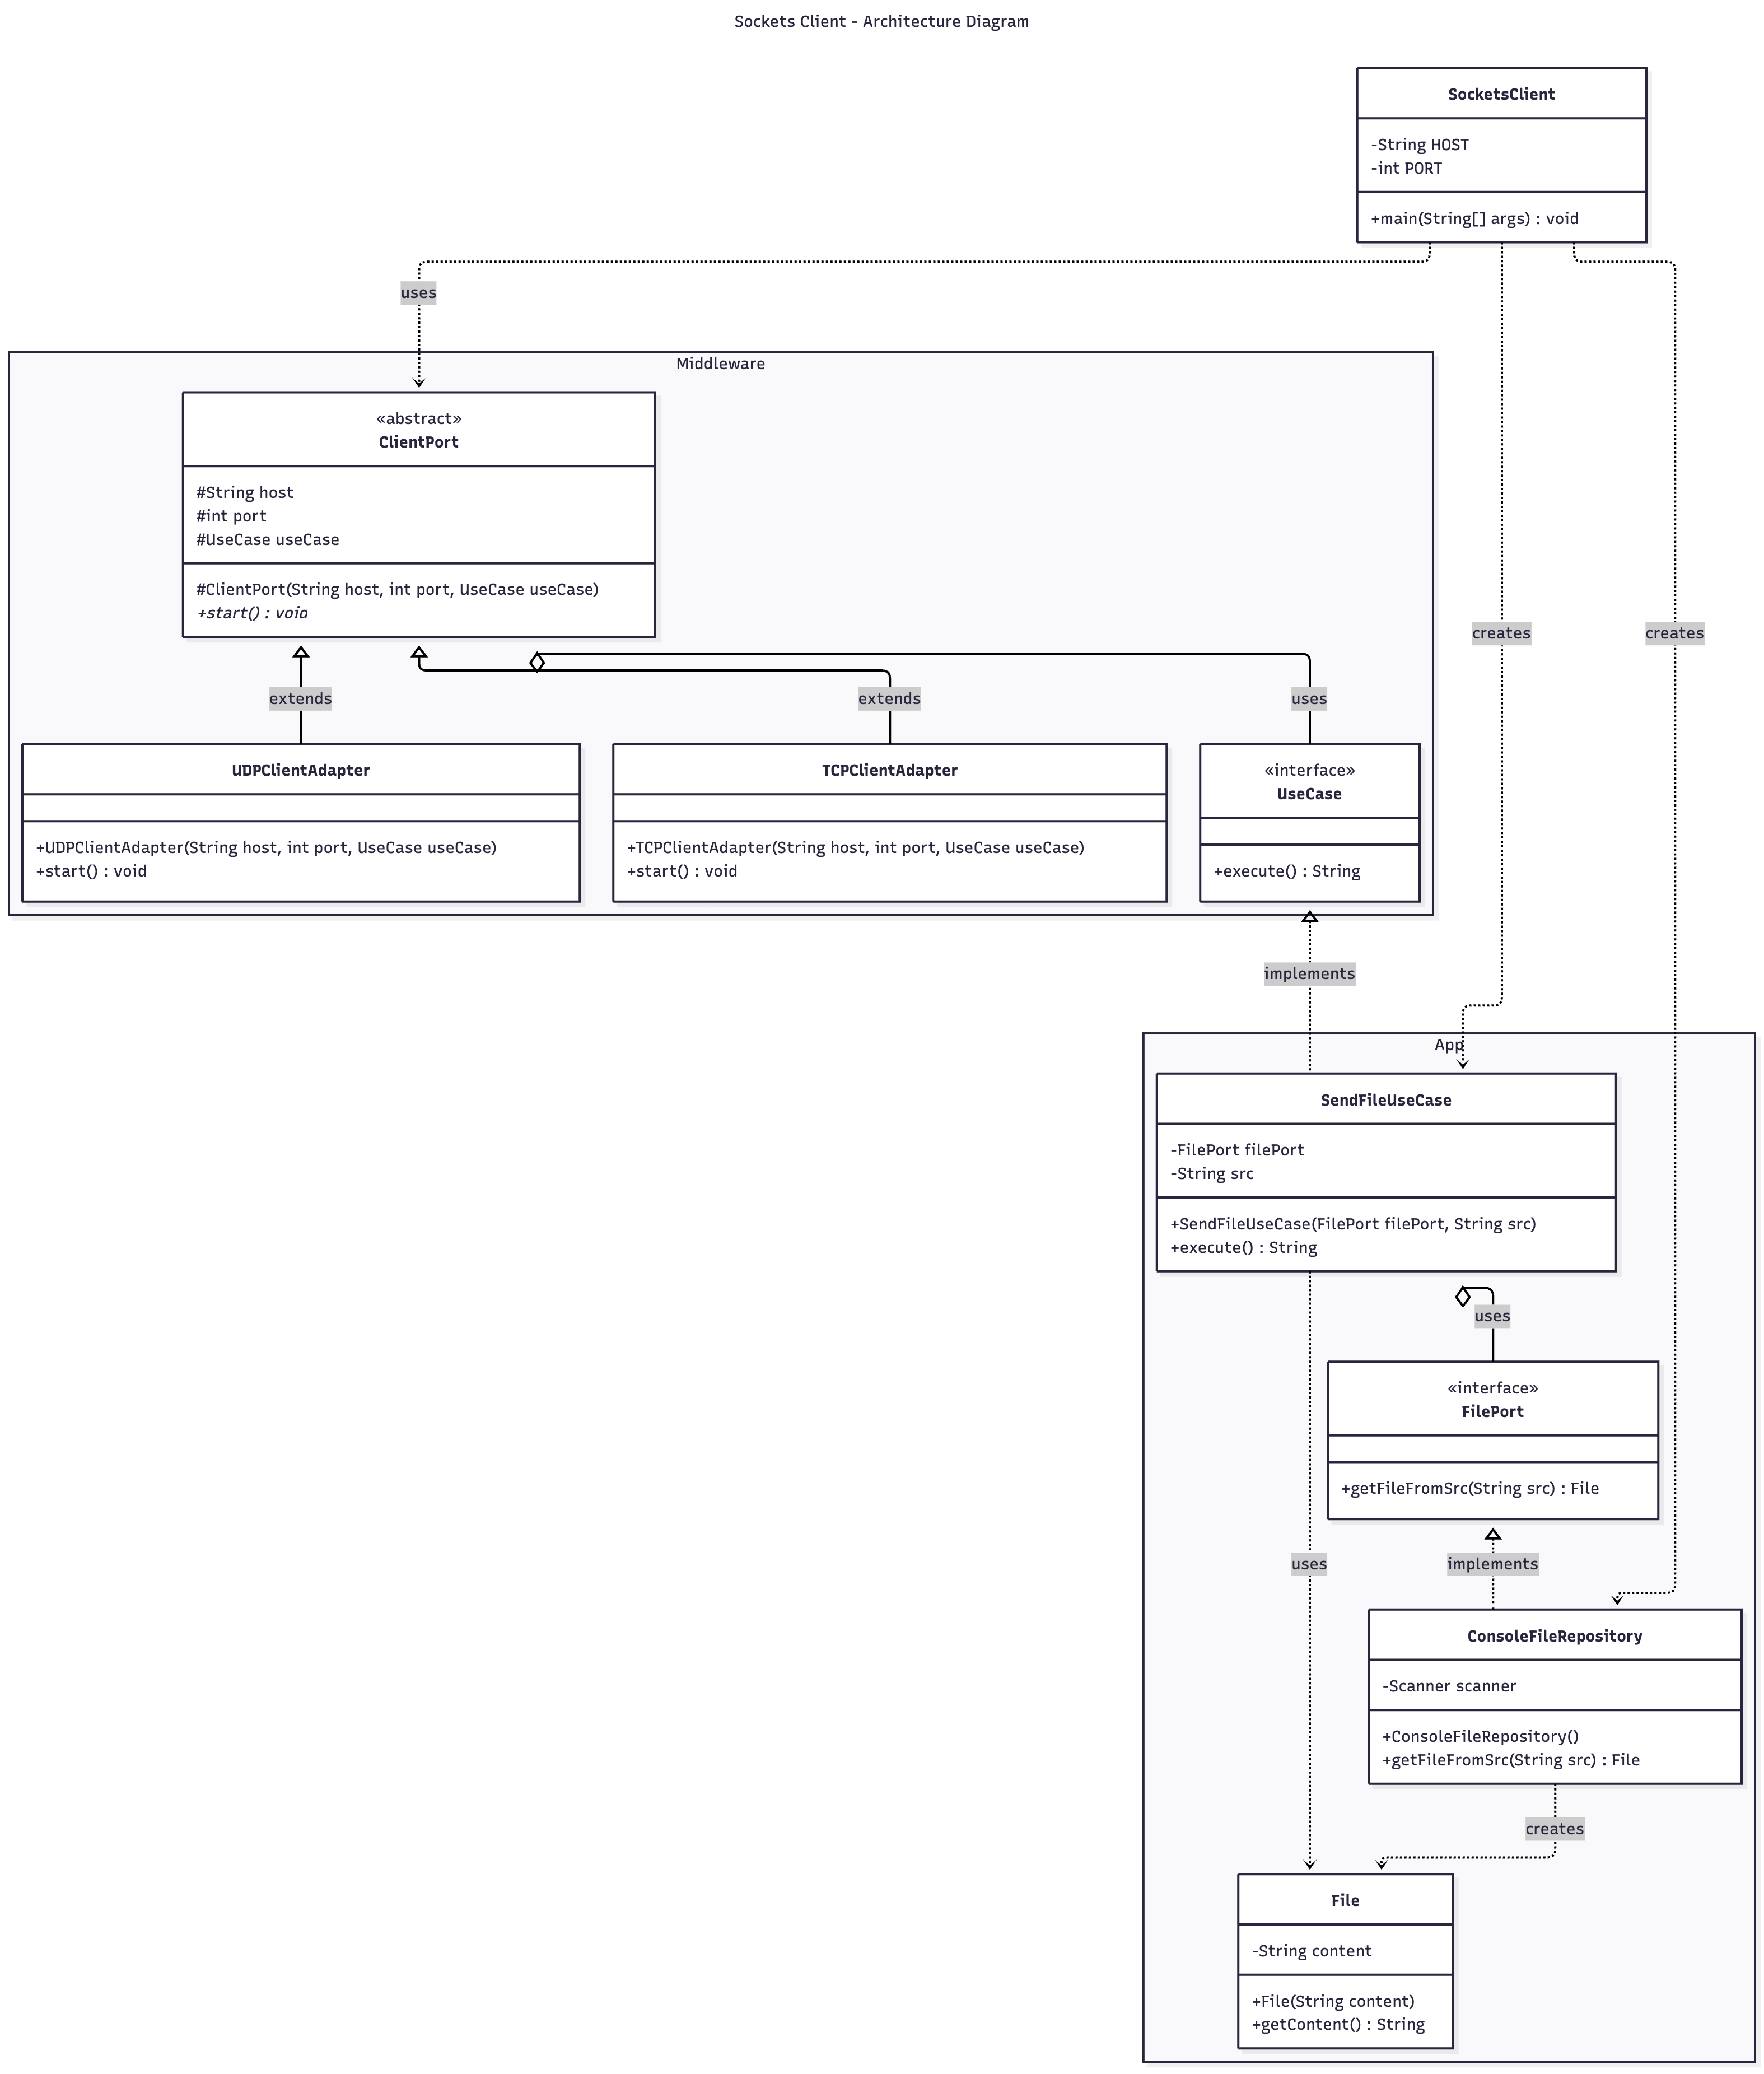 Sockets Client - Architecture Diagram
SocketsClient
-String HOST
-int PORT
+main(String[] args) : void
uses
Middleware
«abstract»
ClientPort
#String host
#int port
#UseCase useCase
#ClientPort(String host, int port, UseCase useCase)
+start() : void
creates
creates
extends
extends
uses
UDPClientAdapter
+UDPClientAdapter(String host, int port, UseCase useCase)
+start() : void
TCPClientAdapter
+TCPClientAdapter(String host, int port, UseCase useCase)
+start() : void
«interface»
UseCase
+execute() : String
implements
App
SendFileUseCase
-FilePort filePort
-String src
+SendFileUseCase(FilePort filePort, String src)
+execute() : String
uses
«interface»
FilePort
+getFileFromSrc(String src) : File
uses
implements
ConsoleFileRepository
-Scanner scanner
+ConsoleFileRepository()
+getFileFromSrc(String src) : File
creates
File
-String content
+File(String content)
+getContent() : String